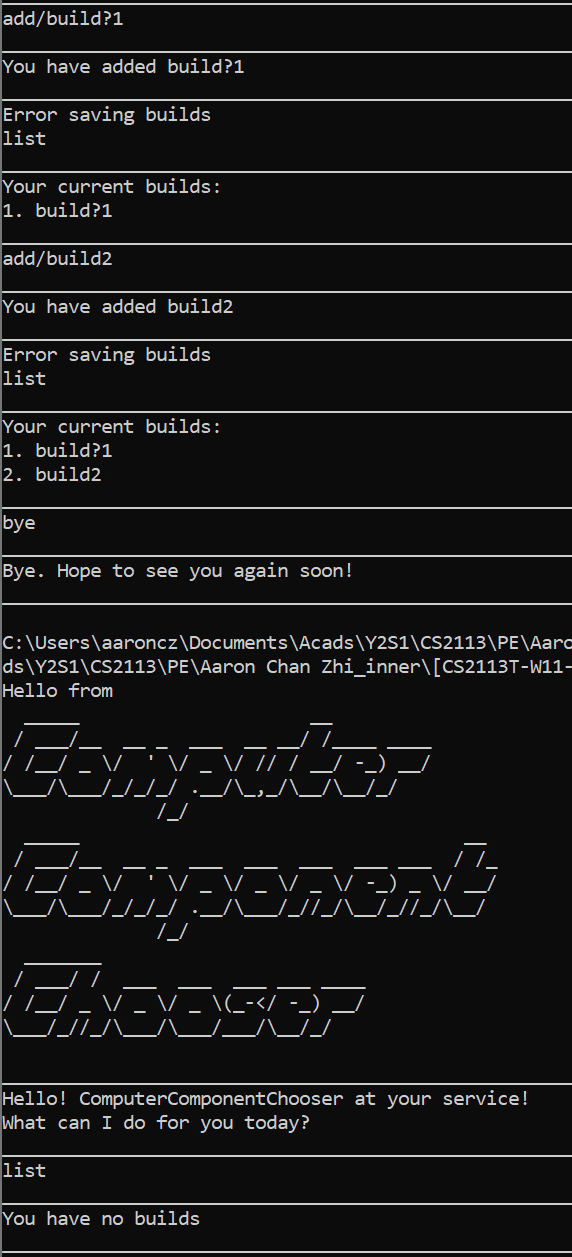 add/build?1
You have added build?1
Error saving builds
list
Your current builds:
1. build?1
add/build2
You have added build2
Error saving builds
list
Your current builds:
1. build?1
2. build2
bye
Bye. Hope to see you again soon!
C:\Users\aaroncz\Documents\Acads\Y2S1\CS2113\PE\Aaro
ds\Y2S1\CS2113\PE\Aaron Chan Zhi_inner\[CS2113T-W11-
Hello from
Computer
Component
Chooser
Hello! ComputerComponentChooser at your service!
What can I do for you today?
list
You have no builds